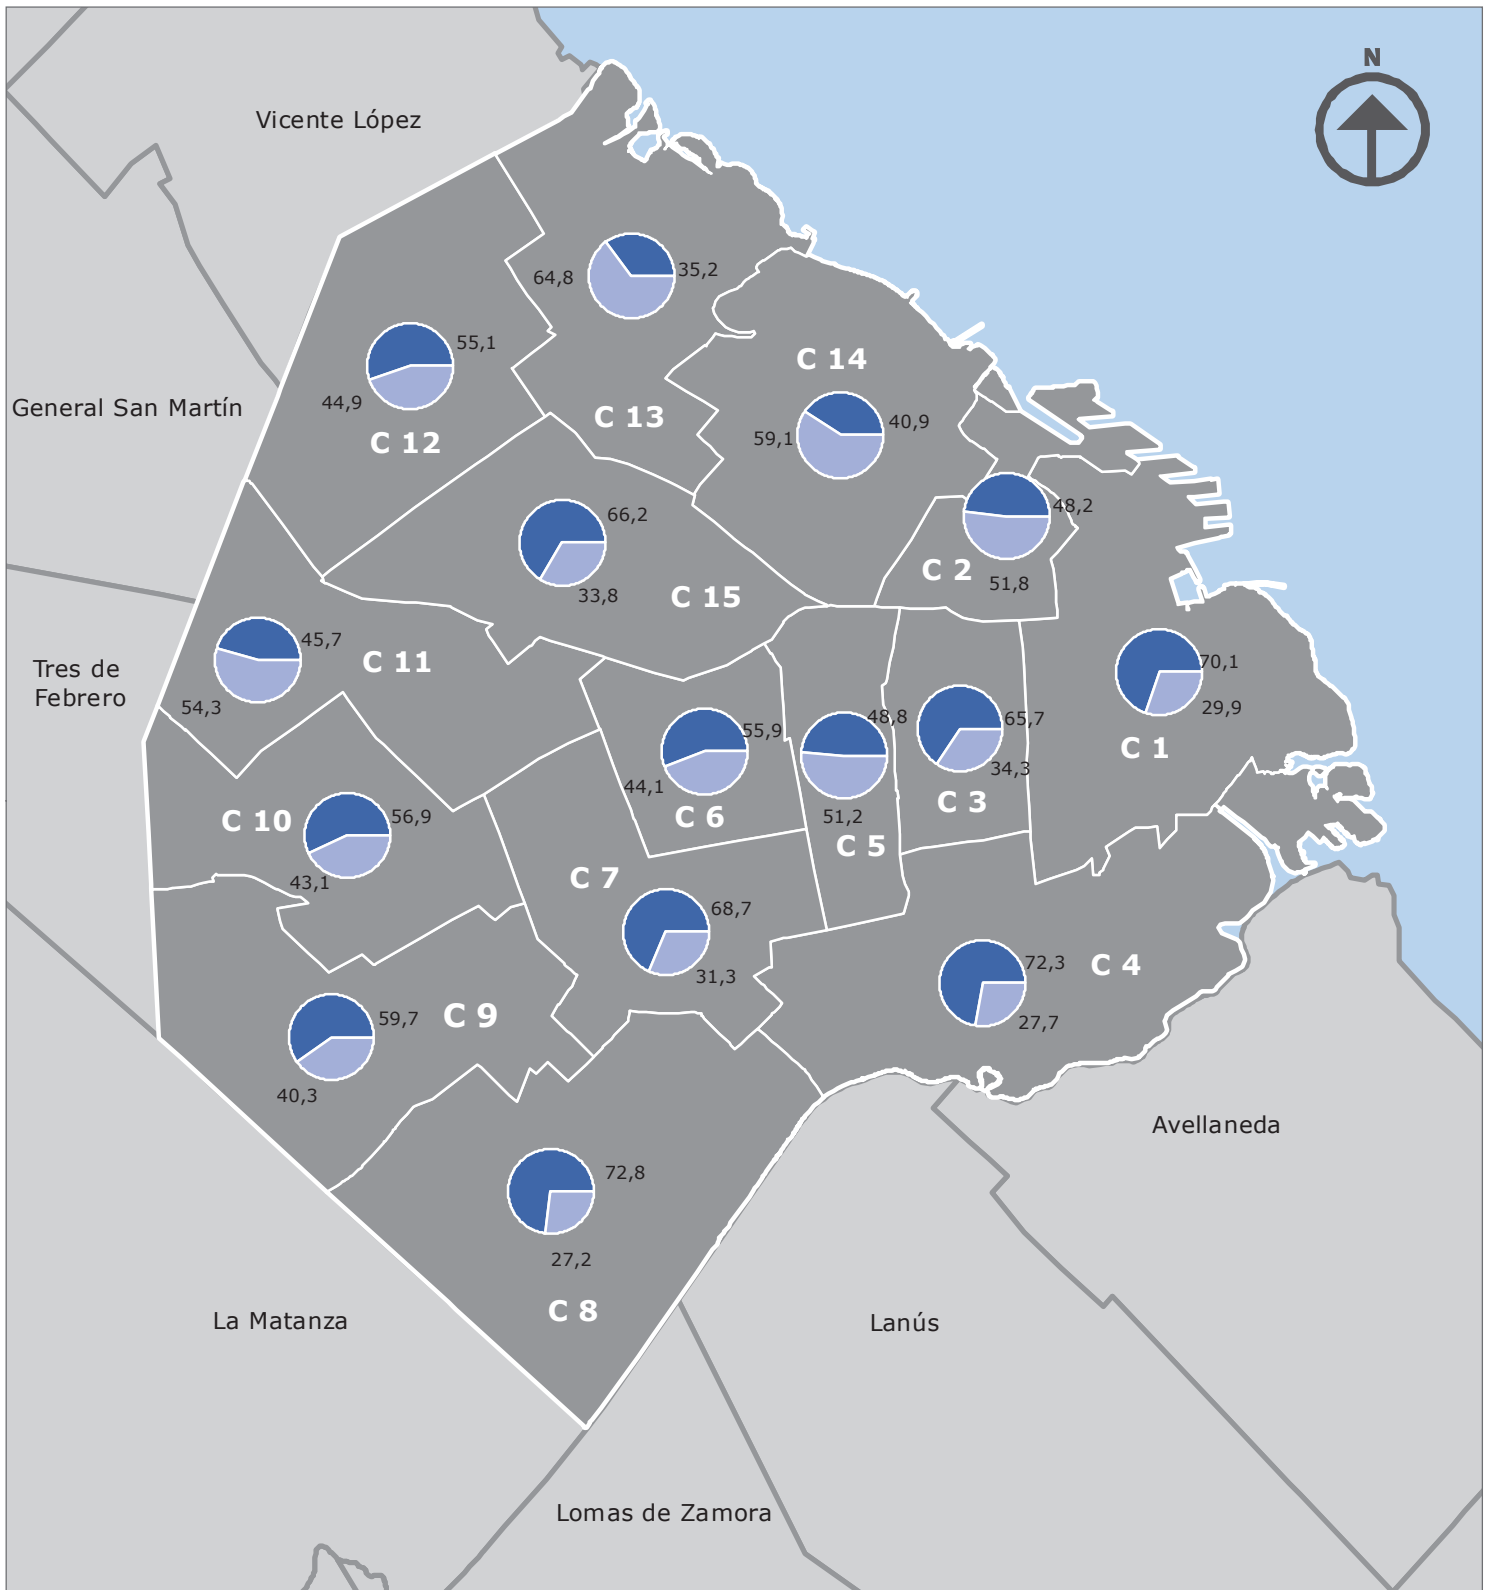 N
Vicente López
64,8
35,2
55,1
C 14
44,9
General San Martín
C 13
40,9
59,1
C 12
48,2
66,2
C 2
51,8
33,8
C 15
45,7
C 11
70,1
Tres de
Febrero
54,3
29,9
48,8
65,7
55,9
C 1
34,3
44,1
C 3
C 6
51,2
C 10
56,9
C 5
43,1
C 7
68,7
72,3
C 4
31,3
59,7
C 9
27,7
40,3
Avellaneda
72,8
27,2
C 8
La Matanza
Lanús
Lomas de Zamora